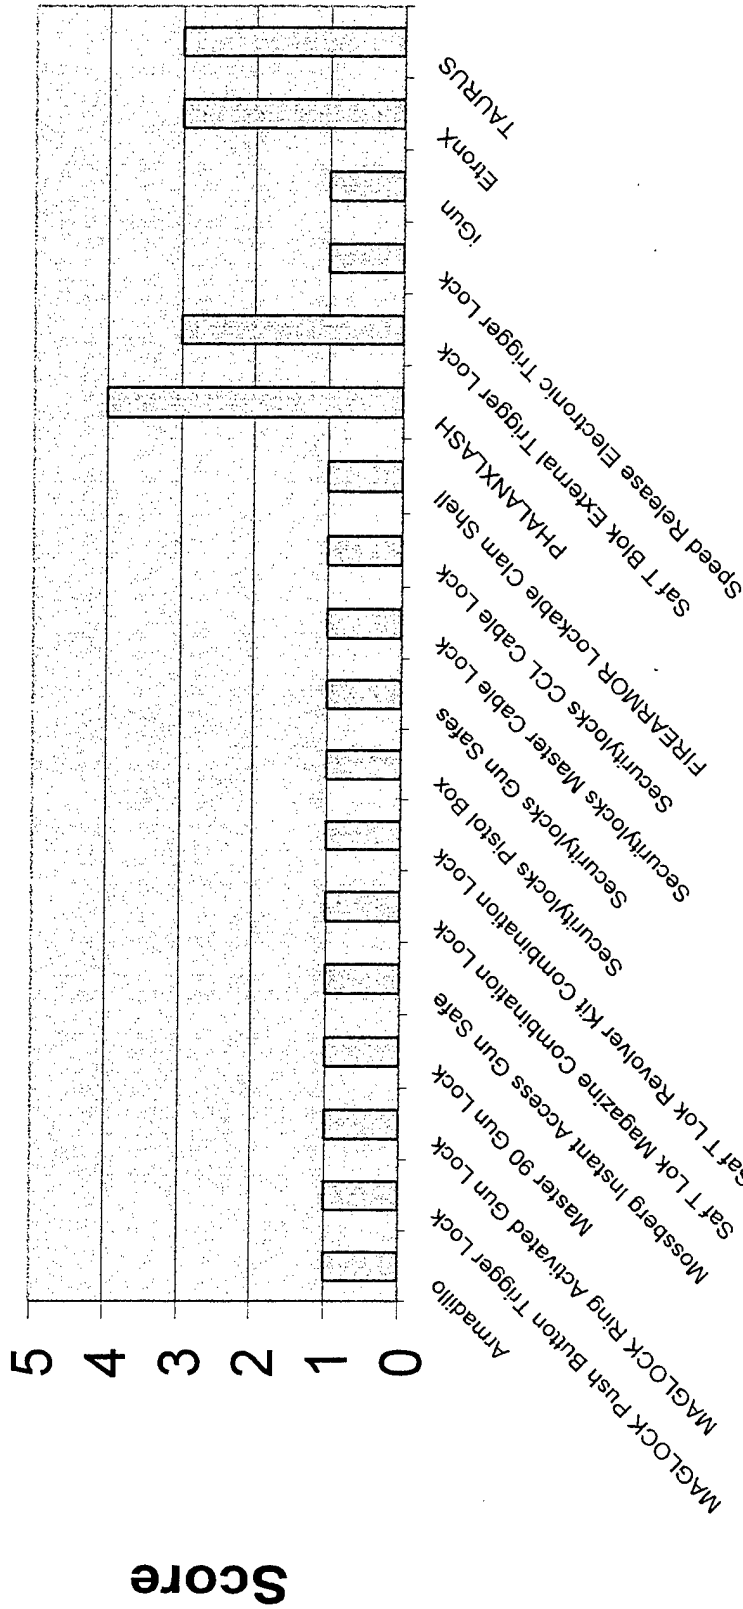 Score
5
4
3
2
1
0
Armadillo
MAGLOCK Push Button Trigger Lock
MAGLOCK Ring Activated Gun Lock
Master 90 Gun Lock
Mossberg Instant Access Gun Safe
Saf T Lok Magazine Combination Lock
Saf T Lok Revolver Kit Combination Lock
Securitylocks Pistol Box
Securitylocks Gun Safes
Securitylocks Master Cable Lock
Securitylocks CCL Cable Lock
FIREARMOR Lockable Clam Shell
PHALANXLASH
Saf T Blok External Trigger Lock
Speed Release Electronic Trigger Lock
iGun
EtronX
TAURUS